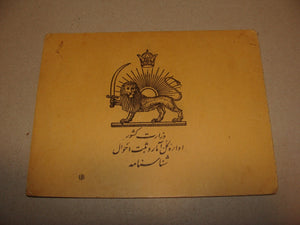 وزارت کشور
اداره کل آمار و ثبت احوال
شناسنامه